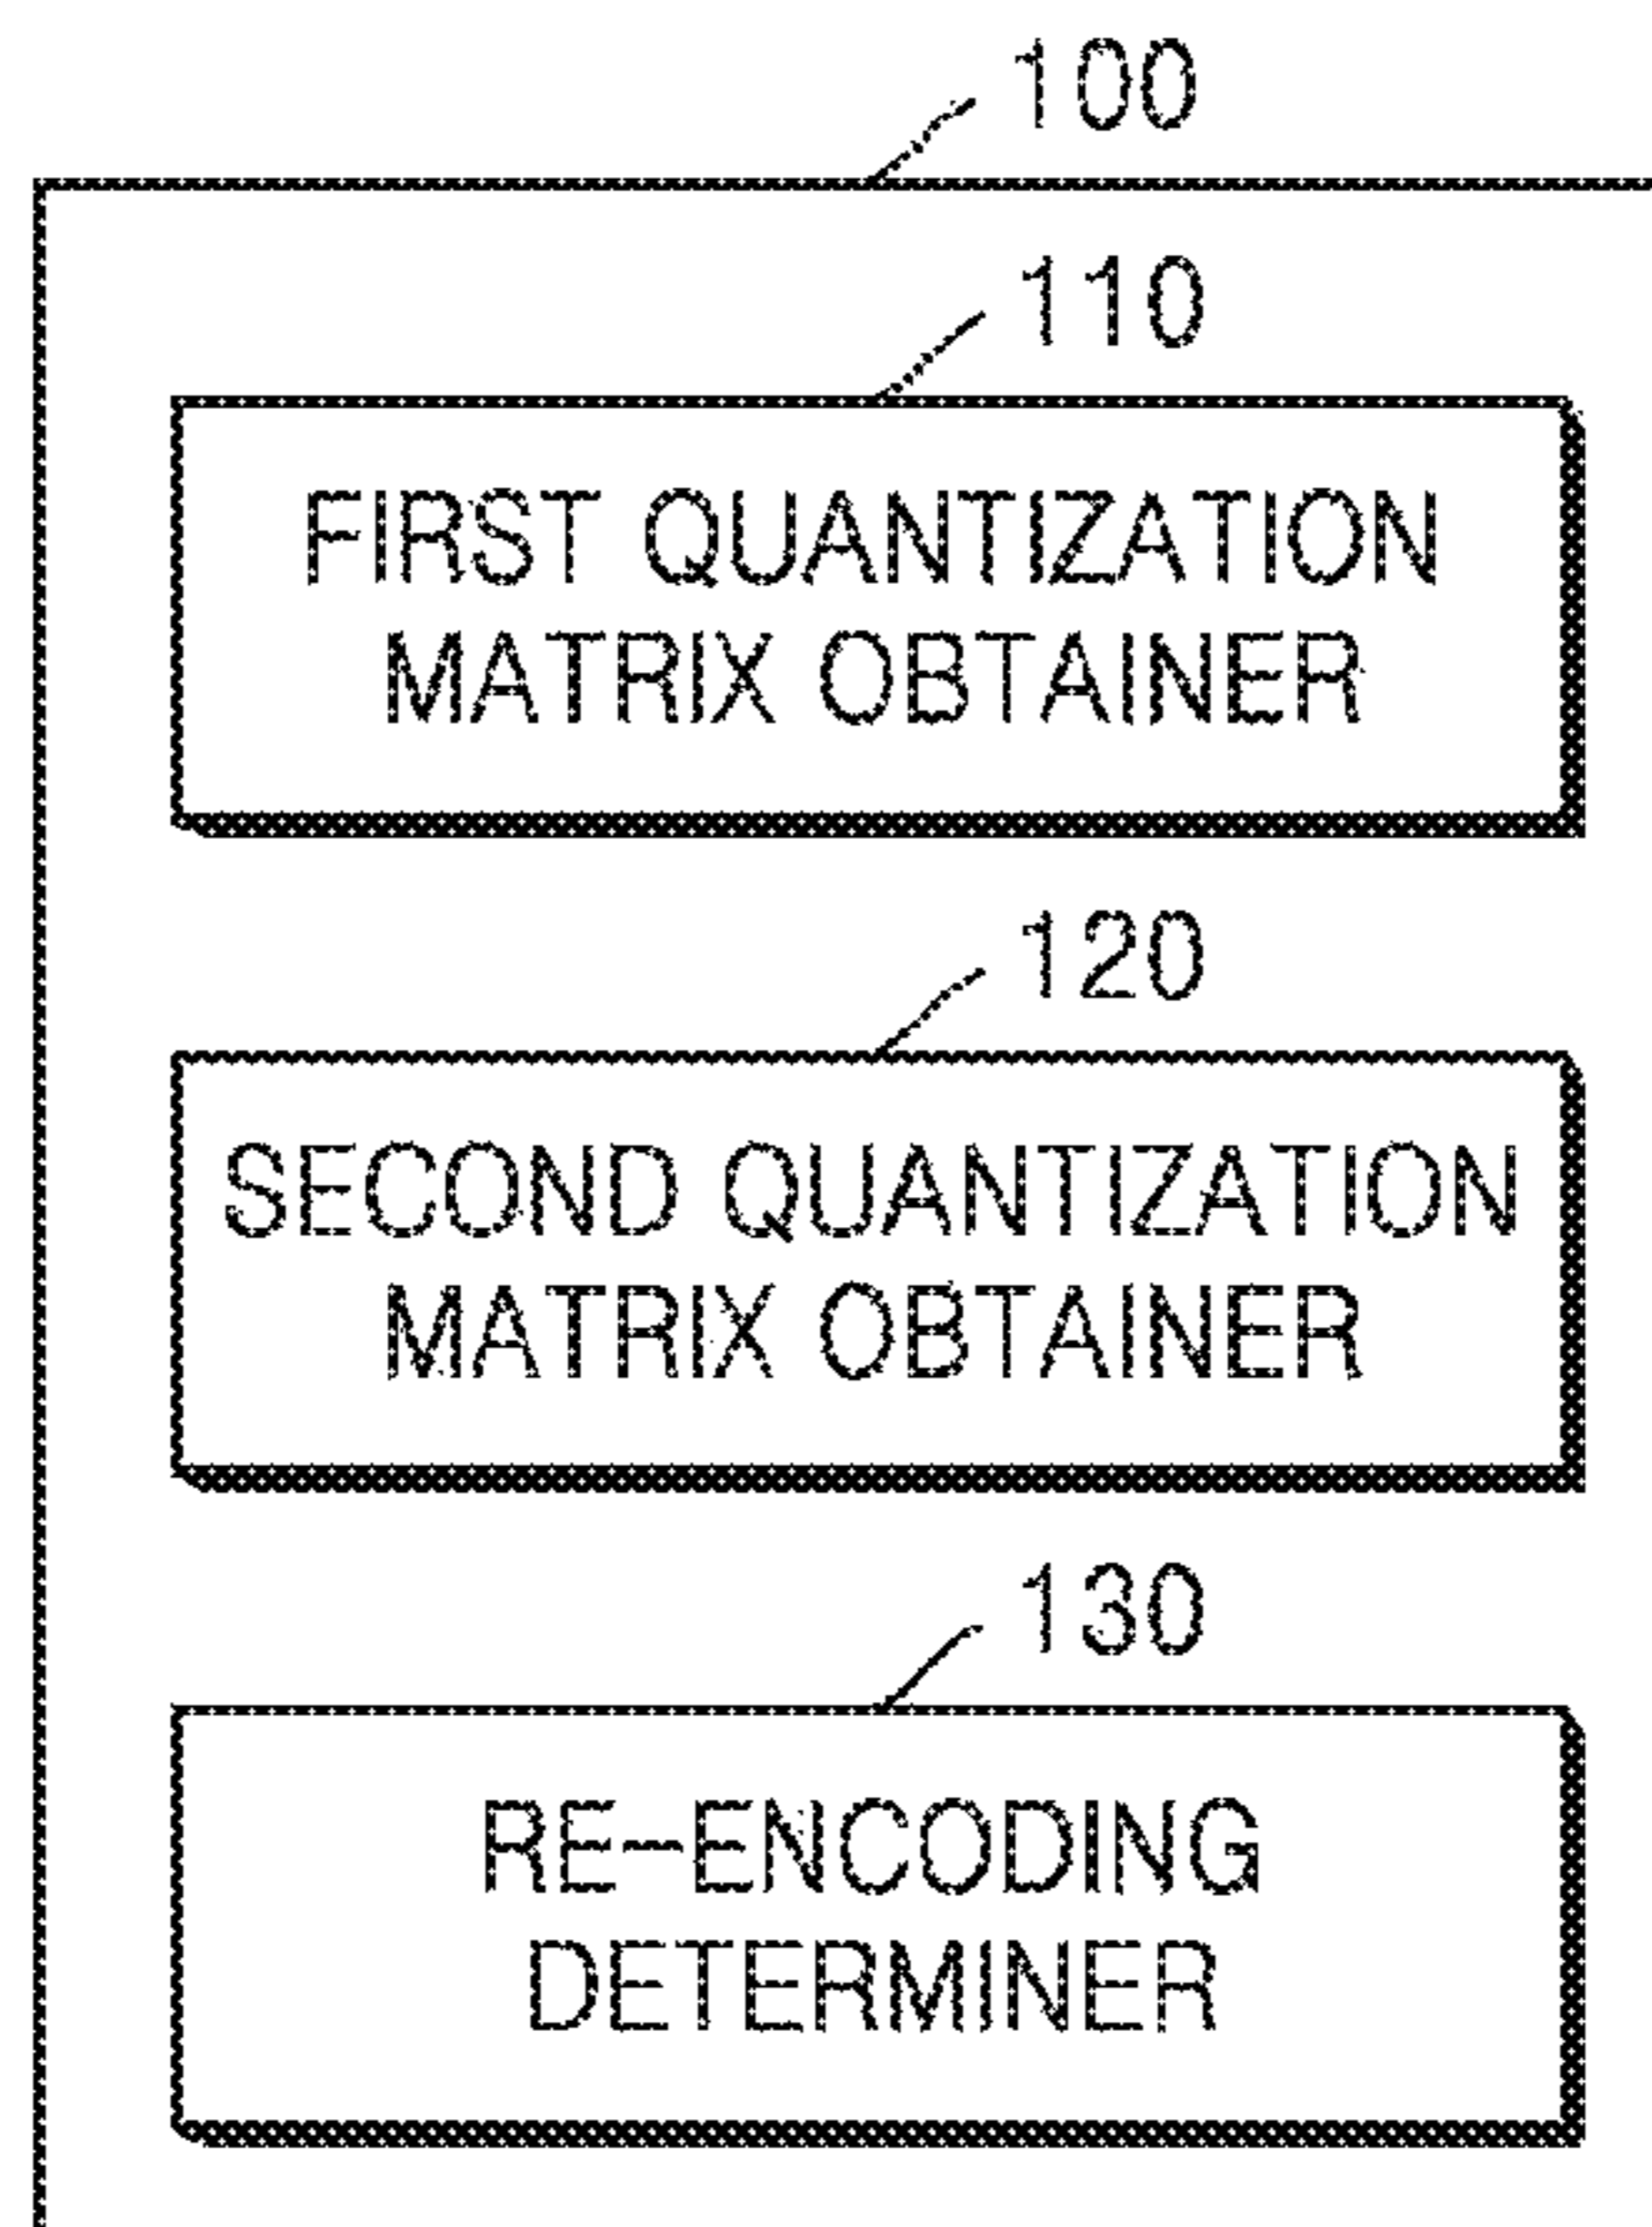 100
110
FIRST QUANTIZATION
MATRIX OBTAINER
120
SECOND QUANTIZATION
MATRIX OBTAINER
130
RE-ENCODING
DETERMINER